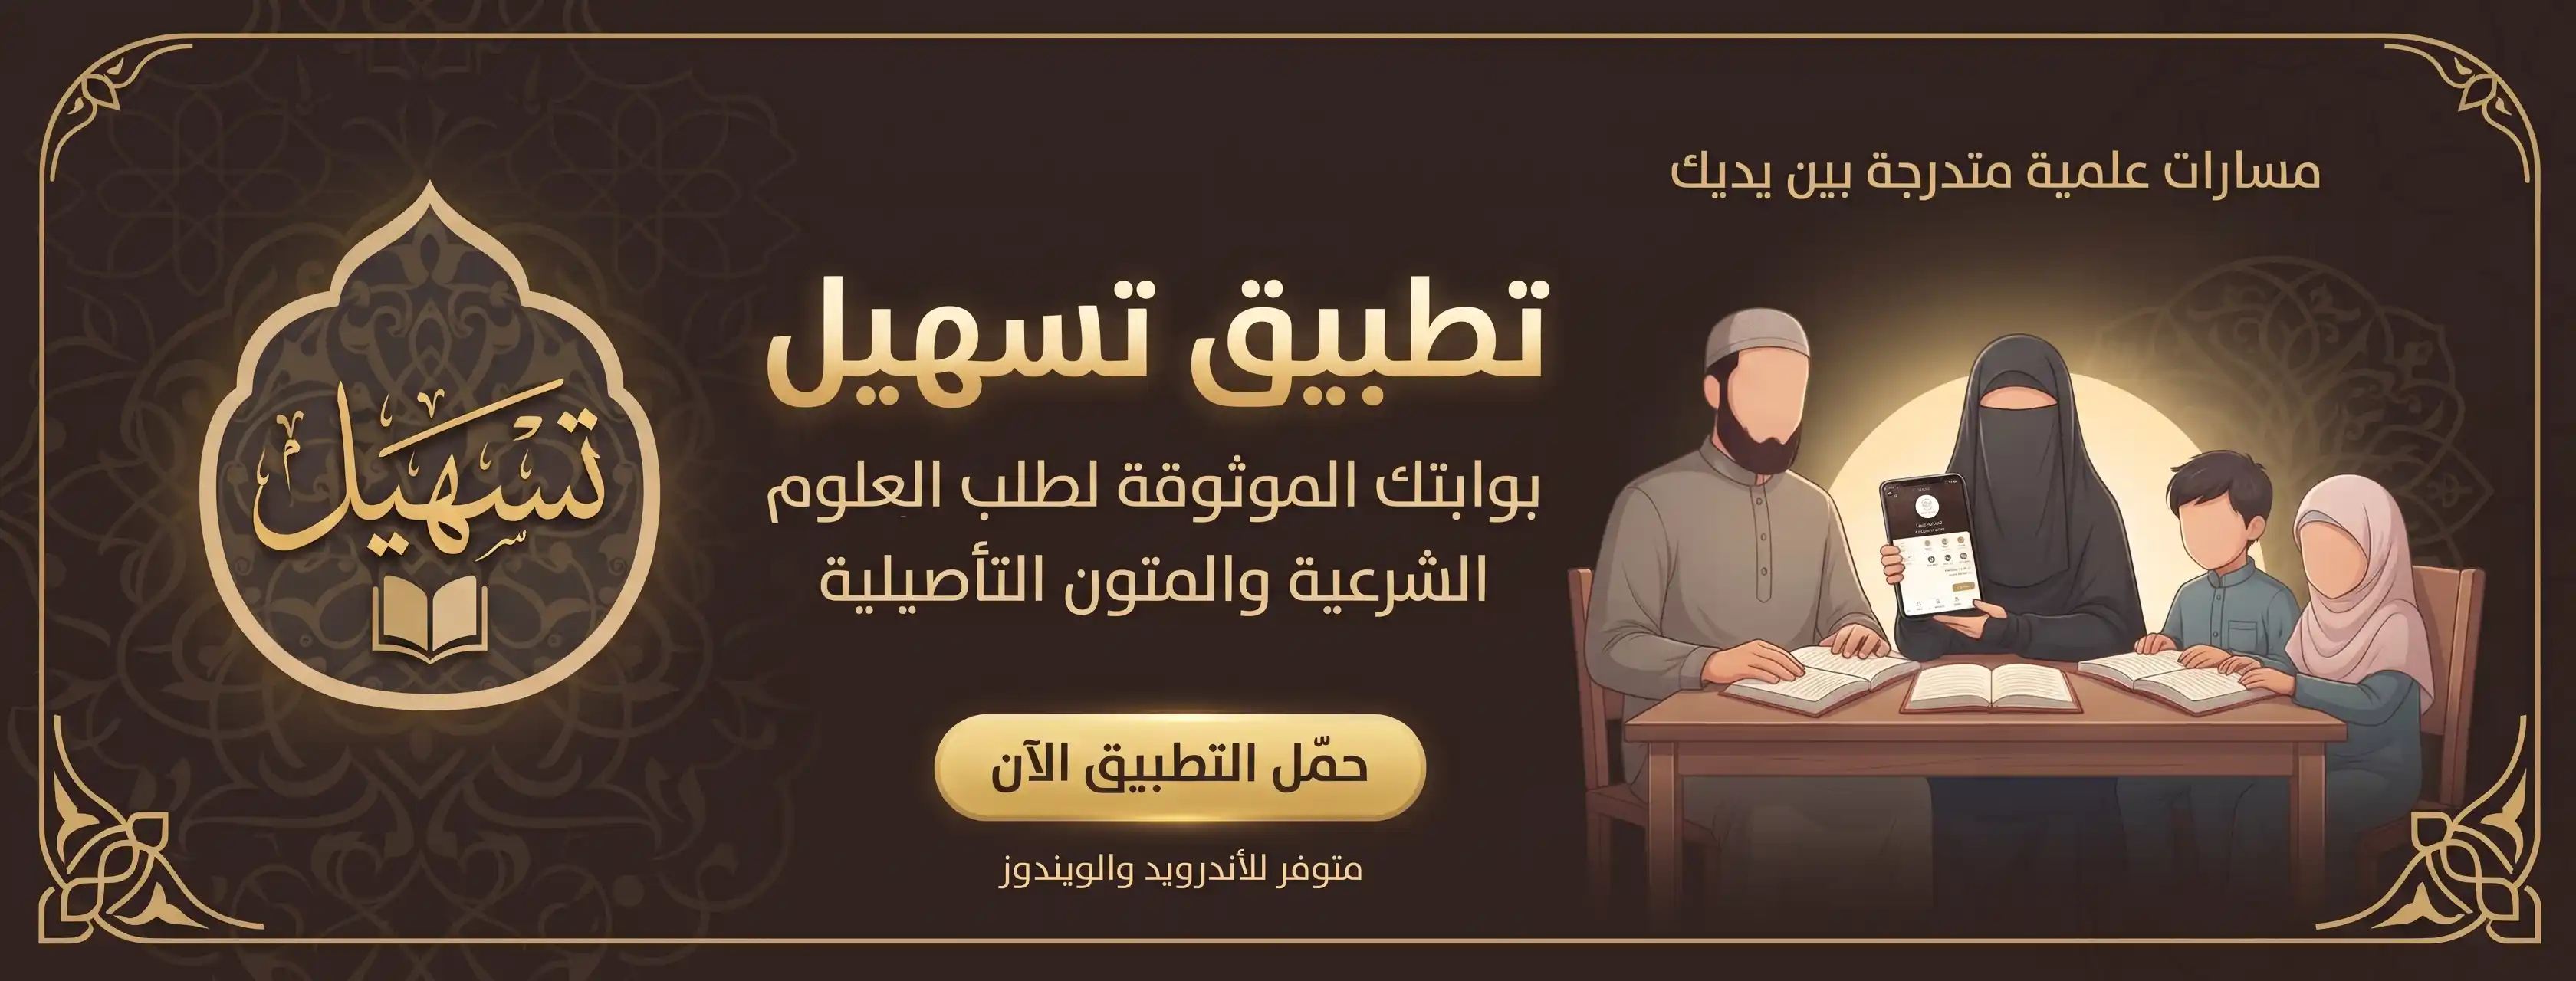 مسارات علمية متدرجة بين يديك
تطبيق تسهيل
بوابتك الموثوقة لطلب العلوم
الشرعية والمتون التأصيلية
حمّل التطبيق الآن
متوفر للأندرويد والويندوز
تسهيل